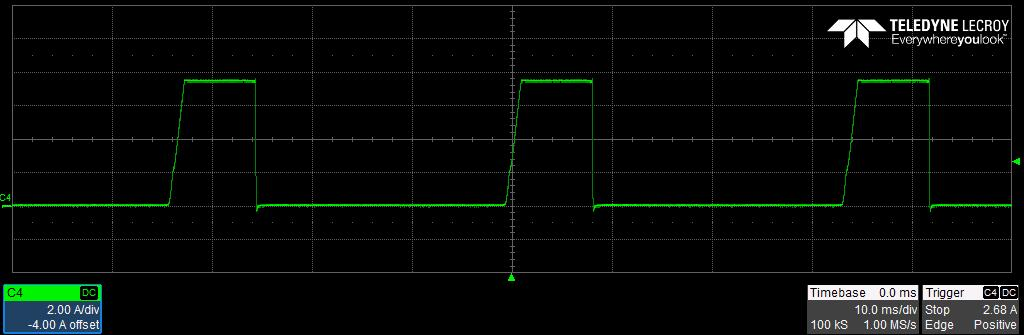 TELEDYNE LECROY
Everywhereyoulook™
C4
C4 DC
2.00 A/div
-4.00 A offset
Timebase 0.0 ms
10.0 ms/div
100 kS 1.00 MS/s
Trigger C4 DC
Stop 2.68 A
Edge Positive